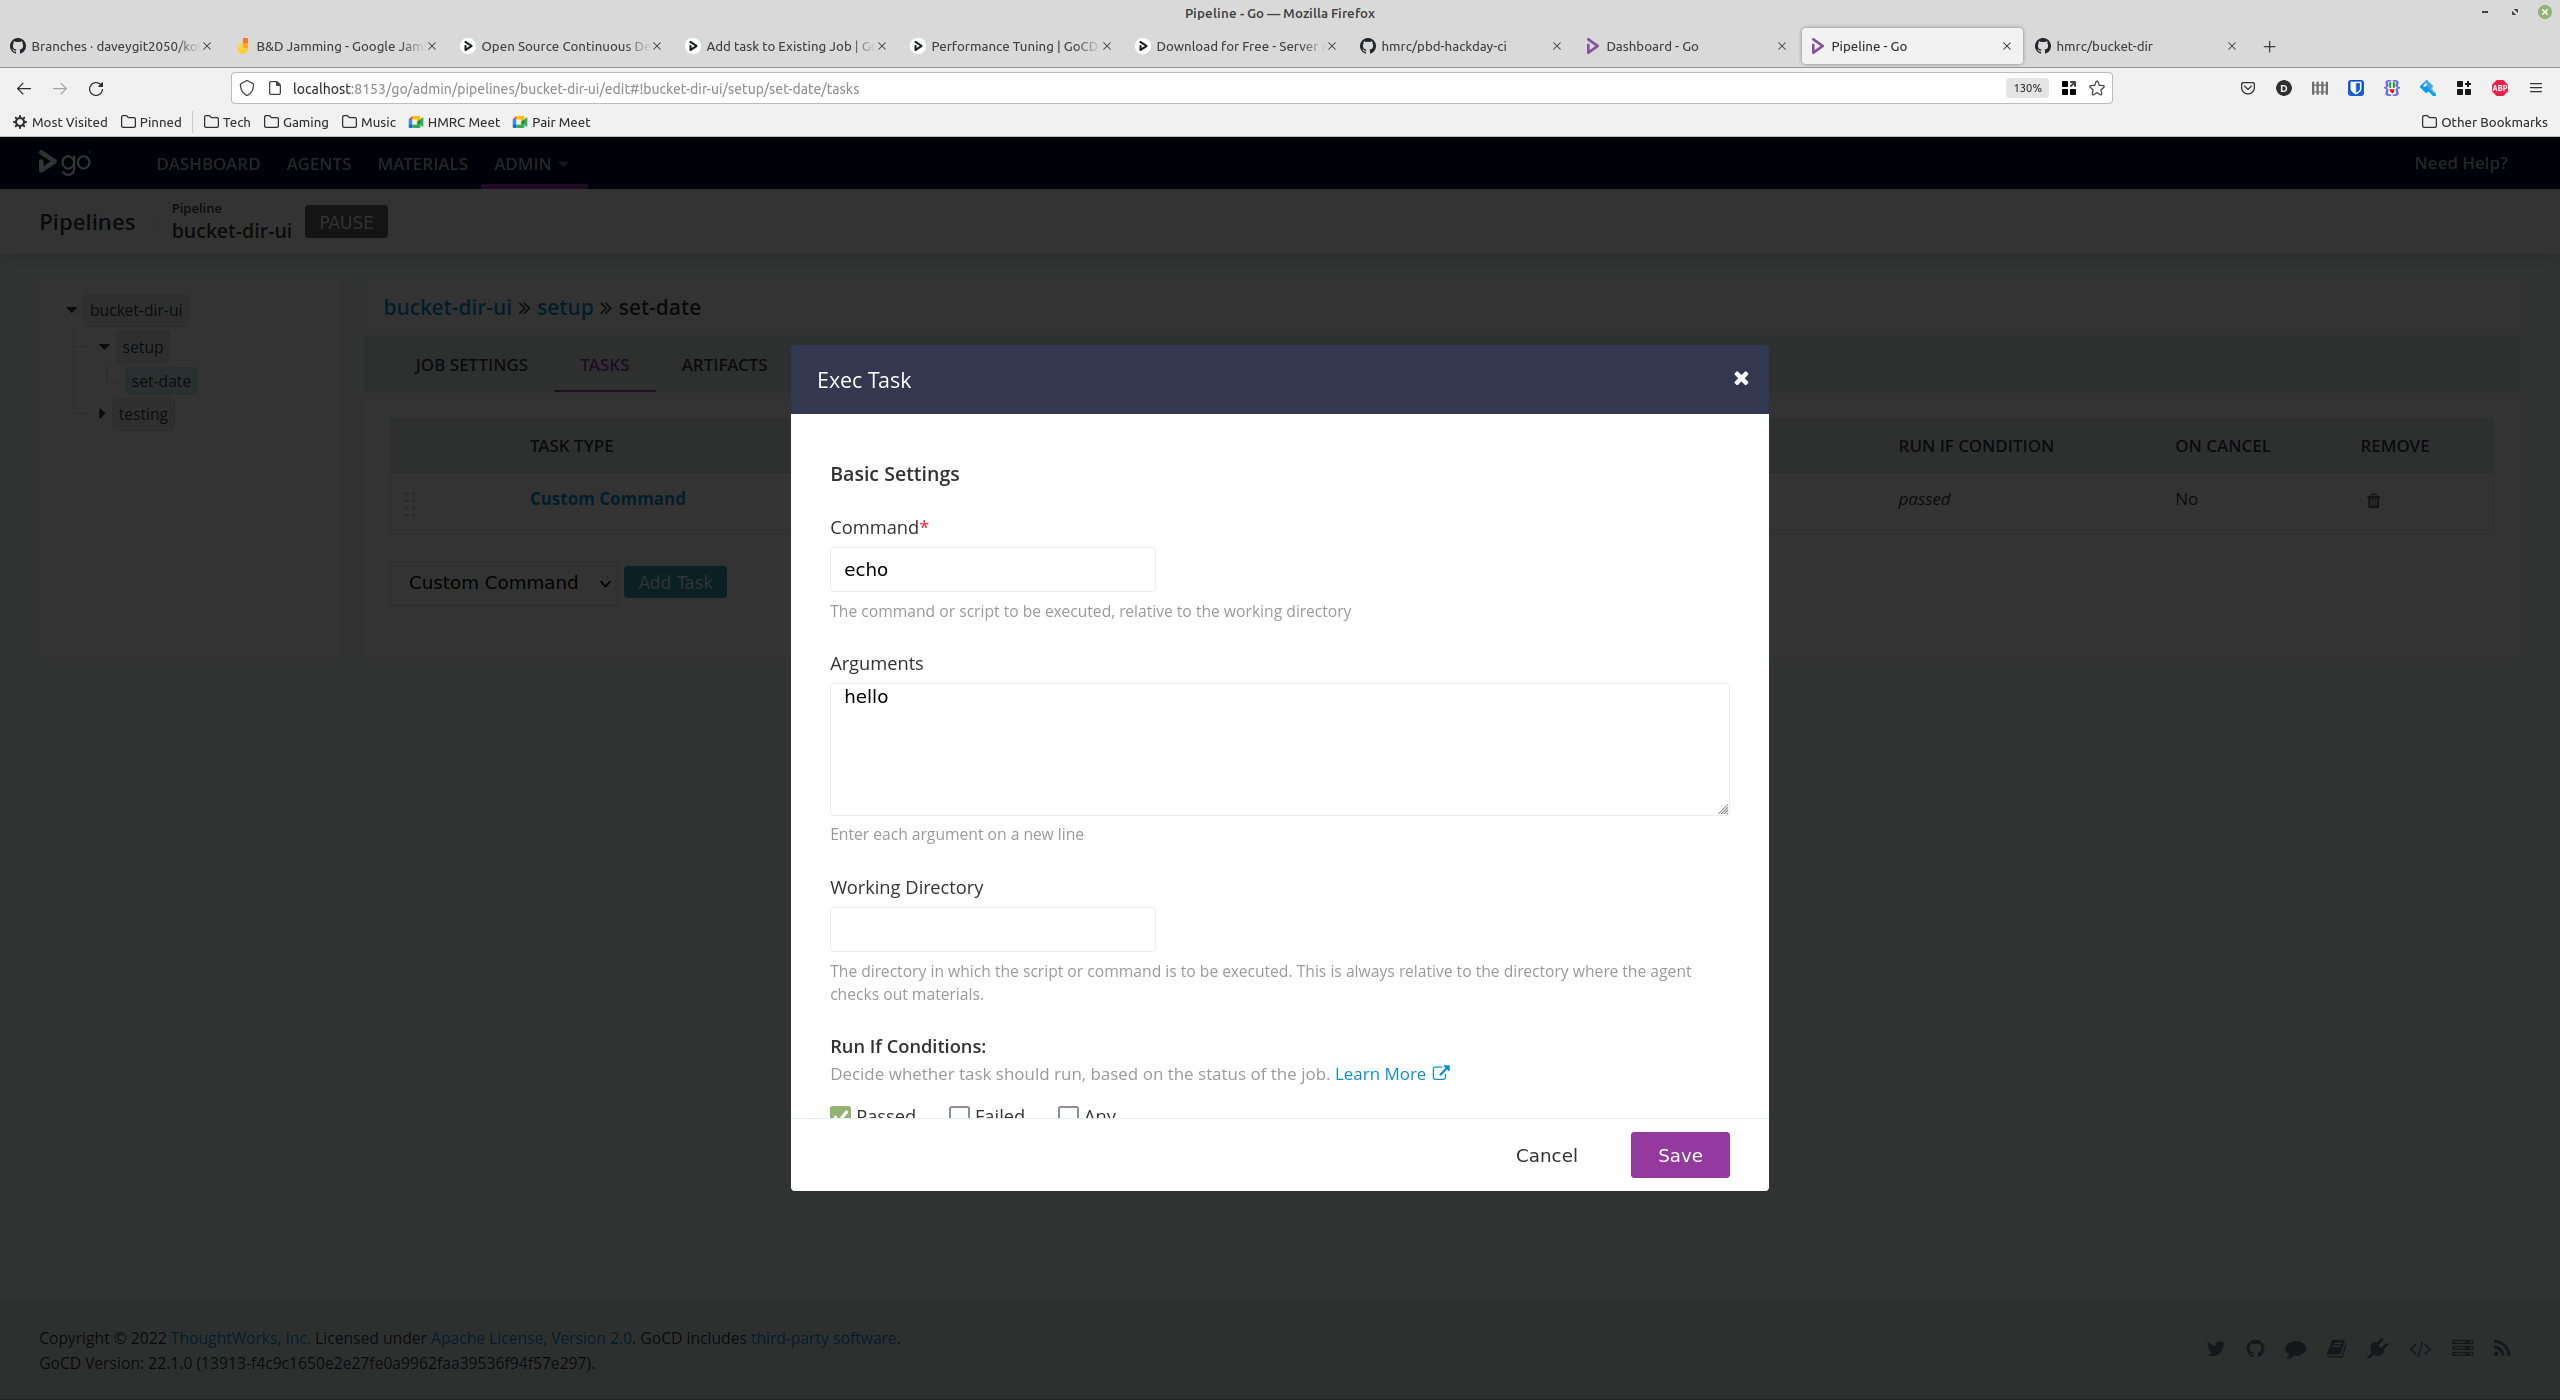 Pipeline - Go — Mozilla Firefox
Branches · daveygit2050/ko
B&D Jamming - Google Jam
Open Source Continuous De
Add task to Existing Job | Go
Performance Tuning | GoCD
Download for Free - Server
hmrc/pbd-hackday-ci
Dashboard - Go
Pipeline - Go
hmrc/bucket-dir
localhost:8153/go/admin/pipelines/bucket-dir-ui/edit#!bucket-dir-ui/setup/set-date/tasks
130%
D
ABP
Most Visited
Pinned
Tech
Gaming
Music
HMRC Meet
Pair Meet
Other Bookmarks
go
DASHBOARD
AGENTS
MATERIALS
ADMIN
Need Help?
Pipelines
Pipeline
bucket-dir-ui
PAUSE
bucket-dir-ui
setup
set-date
testing
bucket-dir-ui » setup » set-date
JOB SETTINGS
TASKS
ARTIFACTS
TASK TYPE
RUN IF CONDITION
ON CANCEL
REMOVE
Custom Command
passed
No
Custom Command
Add Task
Exec Task
Basic Settings
Command*
echo
The command or script to be executed, relative to the working directory
Arguments
hello
Enter each argument on a new line
Working Directory
The directory in which the script or command is to be executed. This is always relative to the directory where the agent
checks out materials.
Run If Conditions:
Decide whether task should run, based on the status of the job. Learn More
Passed
Failed
Any
Cancel
Save
Copyright © 2022 ThoughtWorks, Inc. Licensed under Apache License, Version 2.0. GoCD includes third-party software.
GoCD Version: 22.1.0 (13913-f4c9c1650e2e27fe0a9962faa39536f94f57e297).